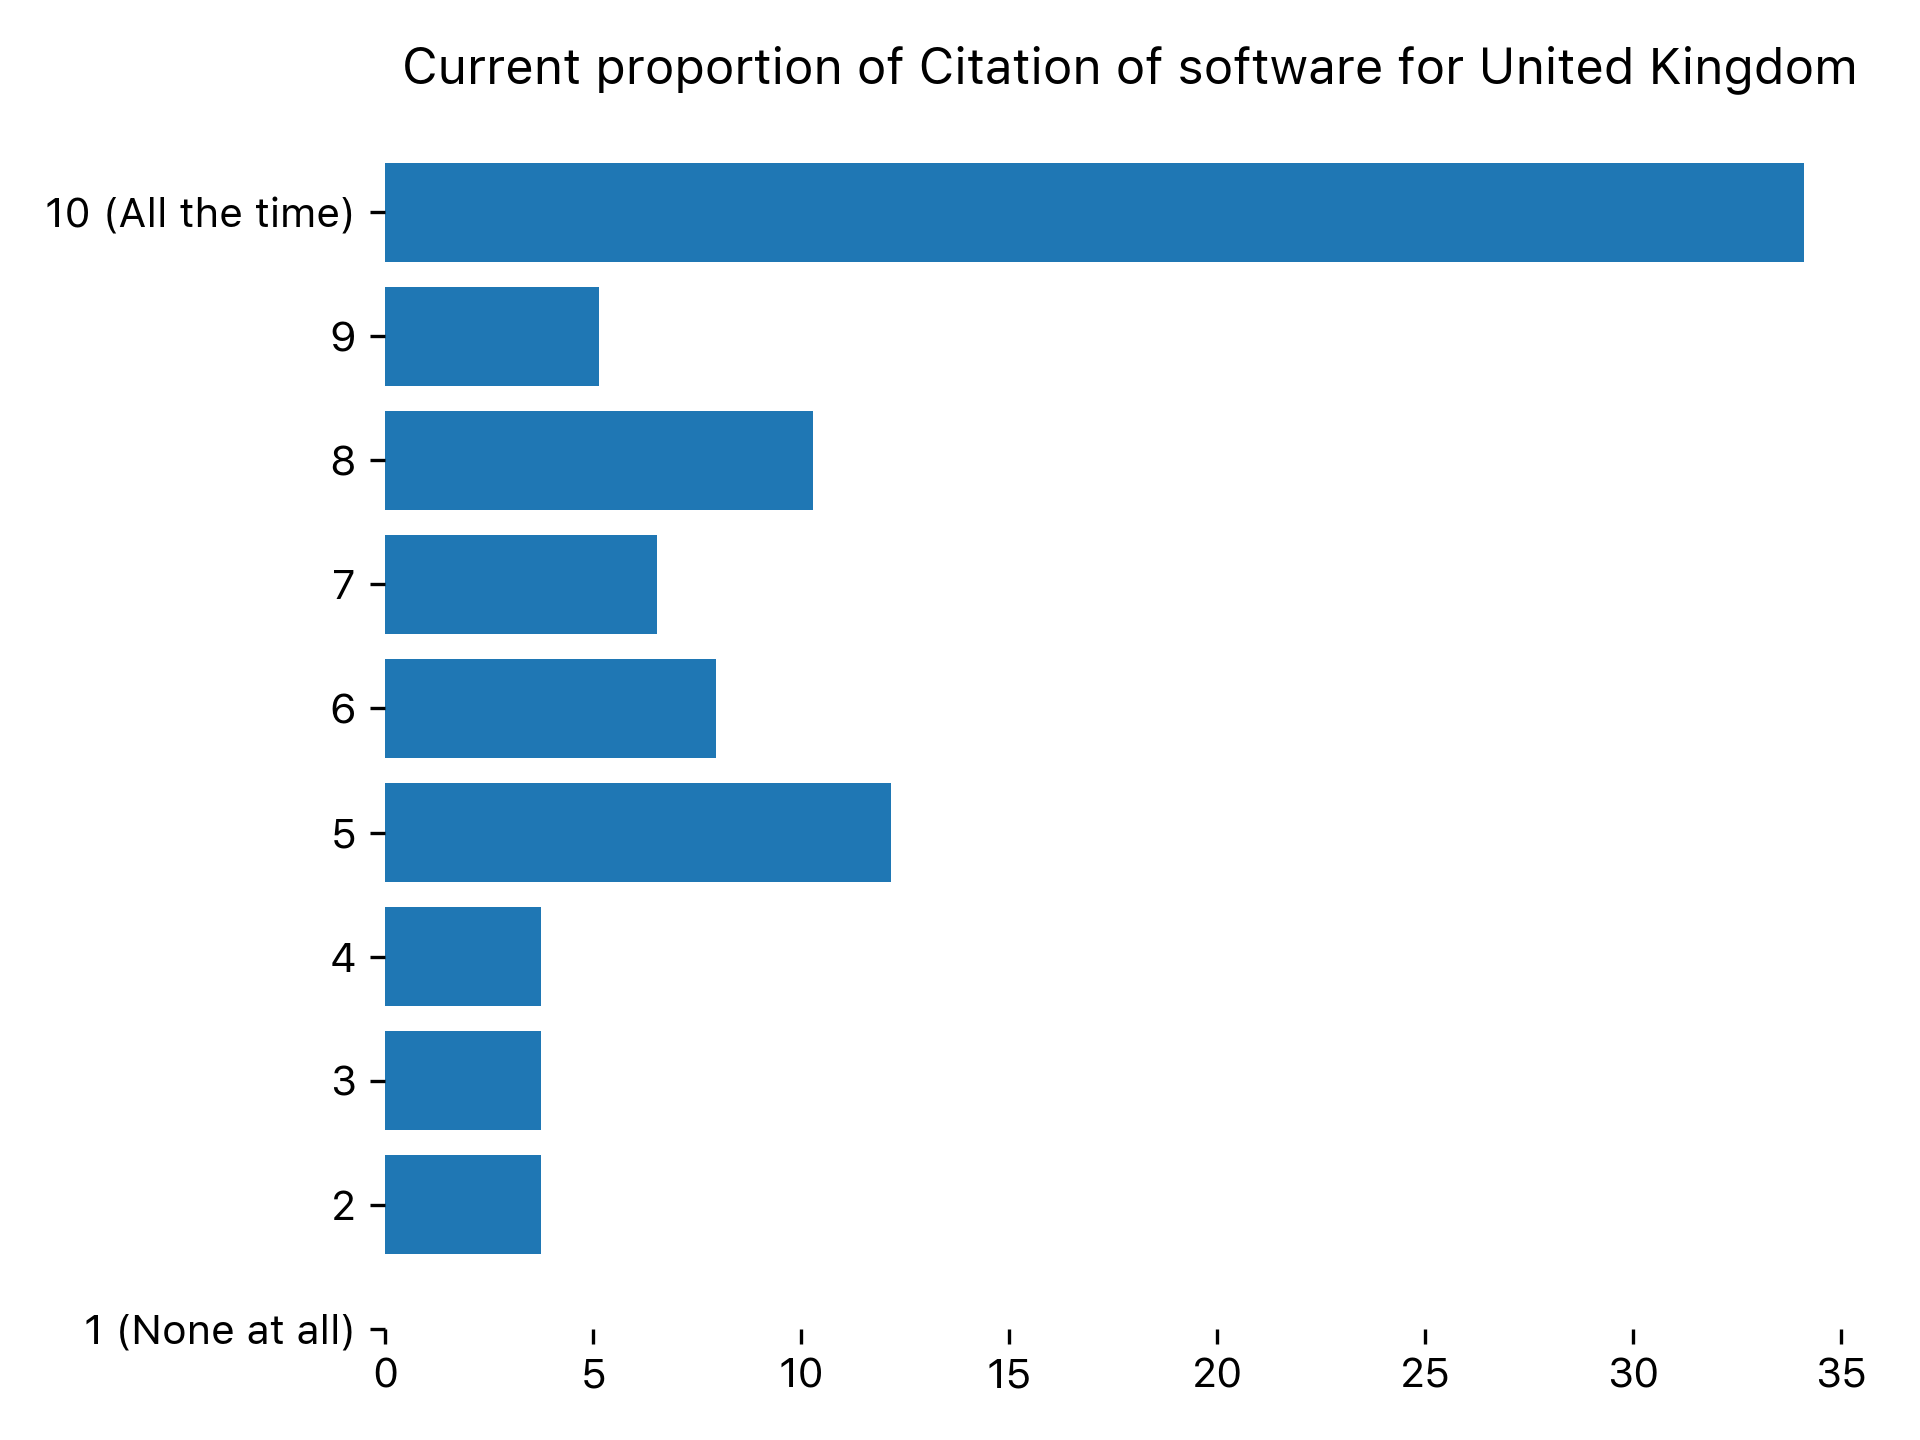 Current proportion of Citation of software for United Kingdom
10 (All the time)
9
8
7
6
5
4
3
2
1 (None at all)
0 5 10 15 20 25 30 35